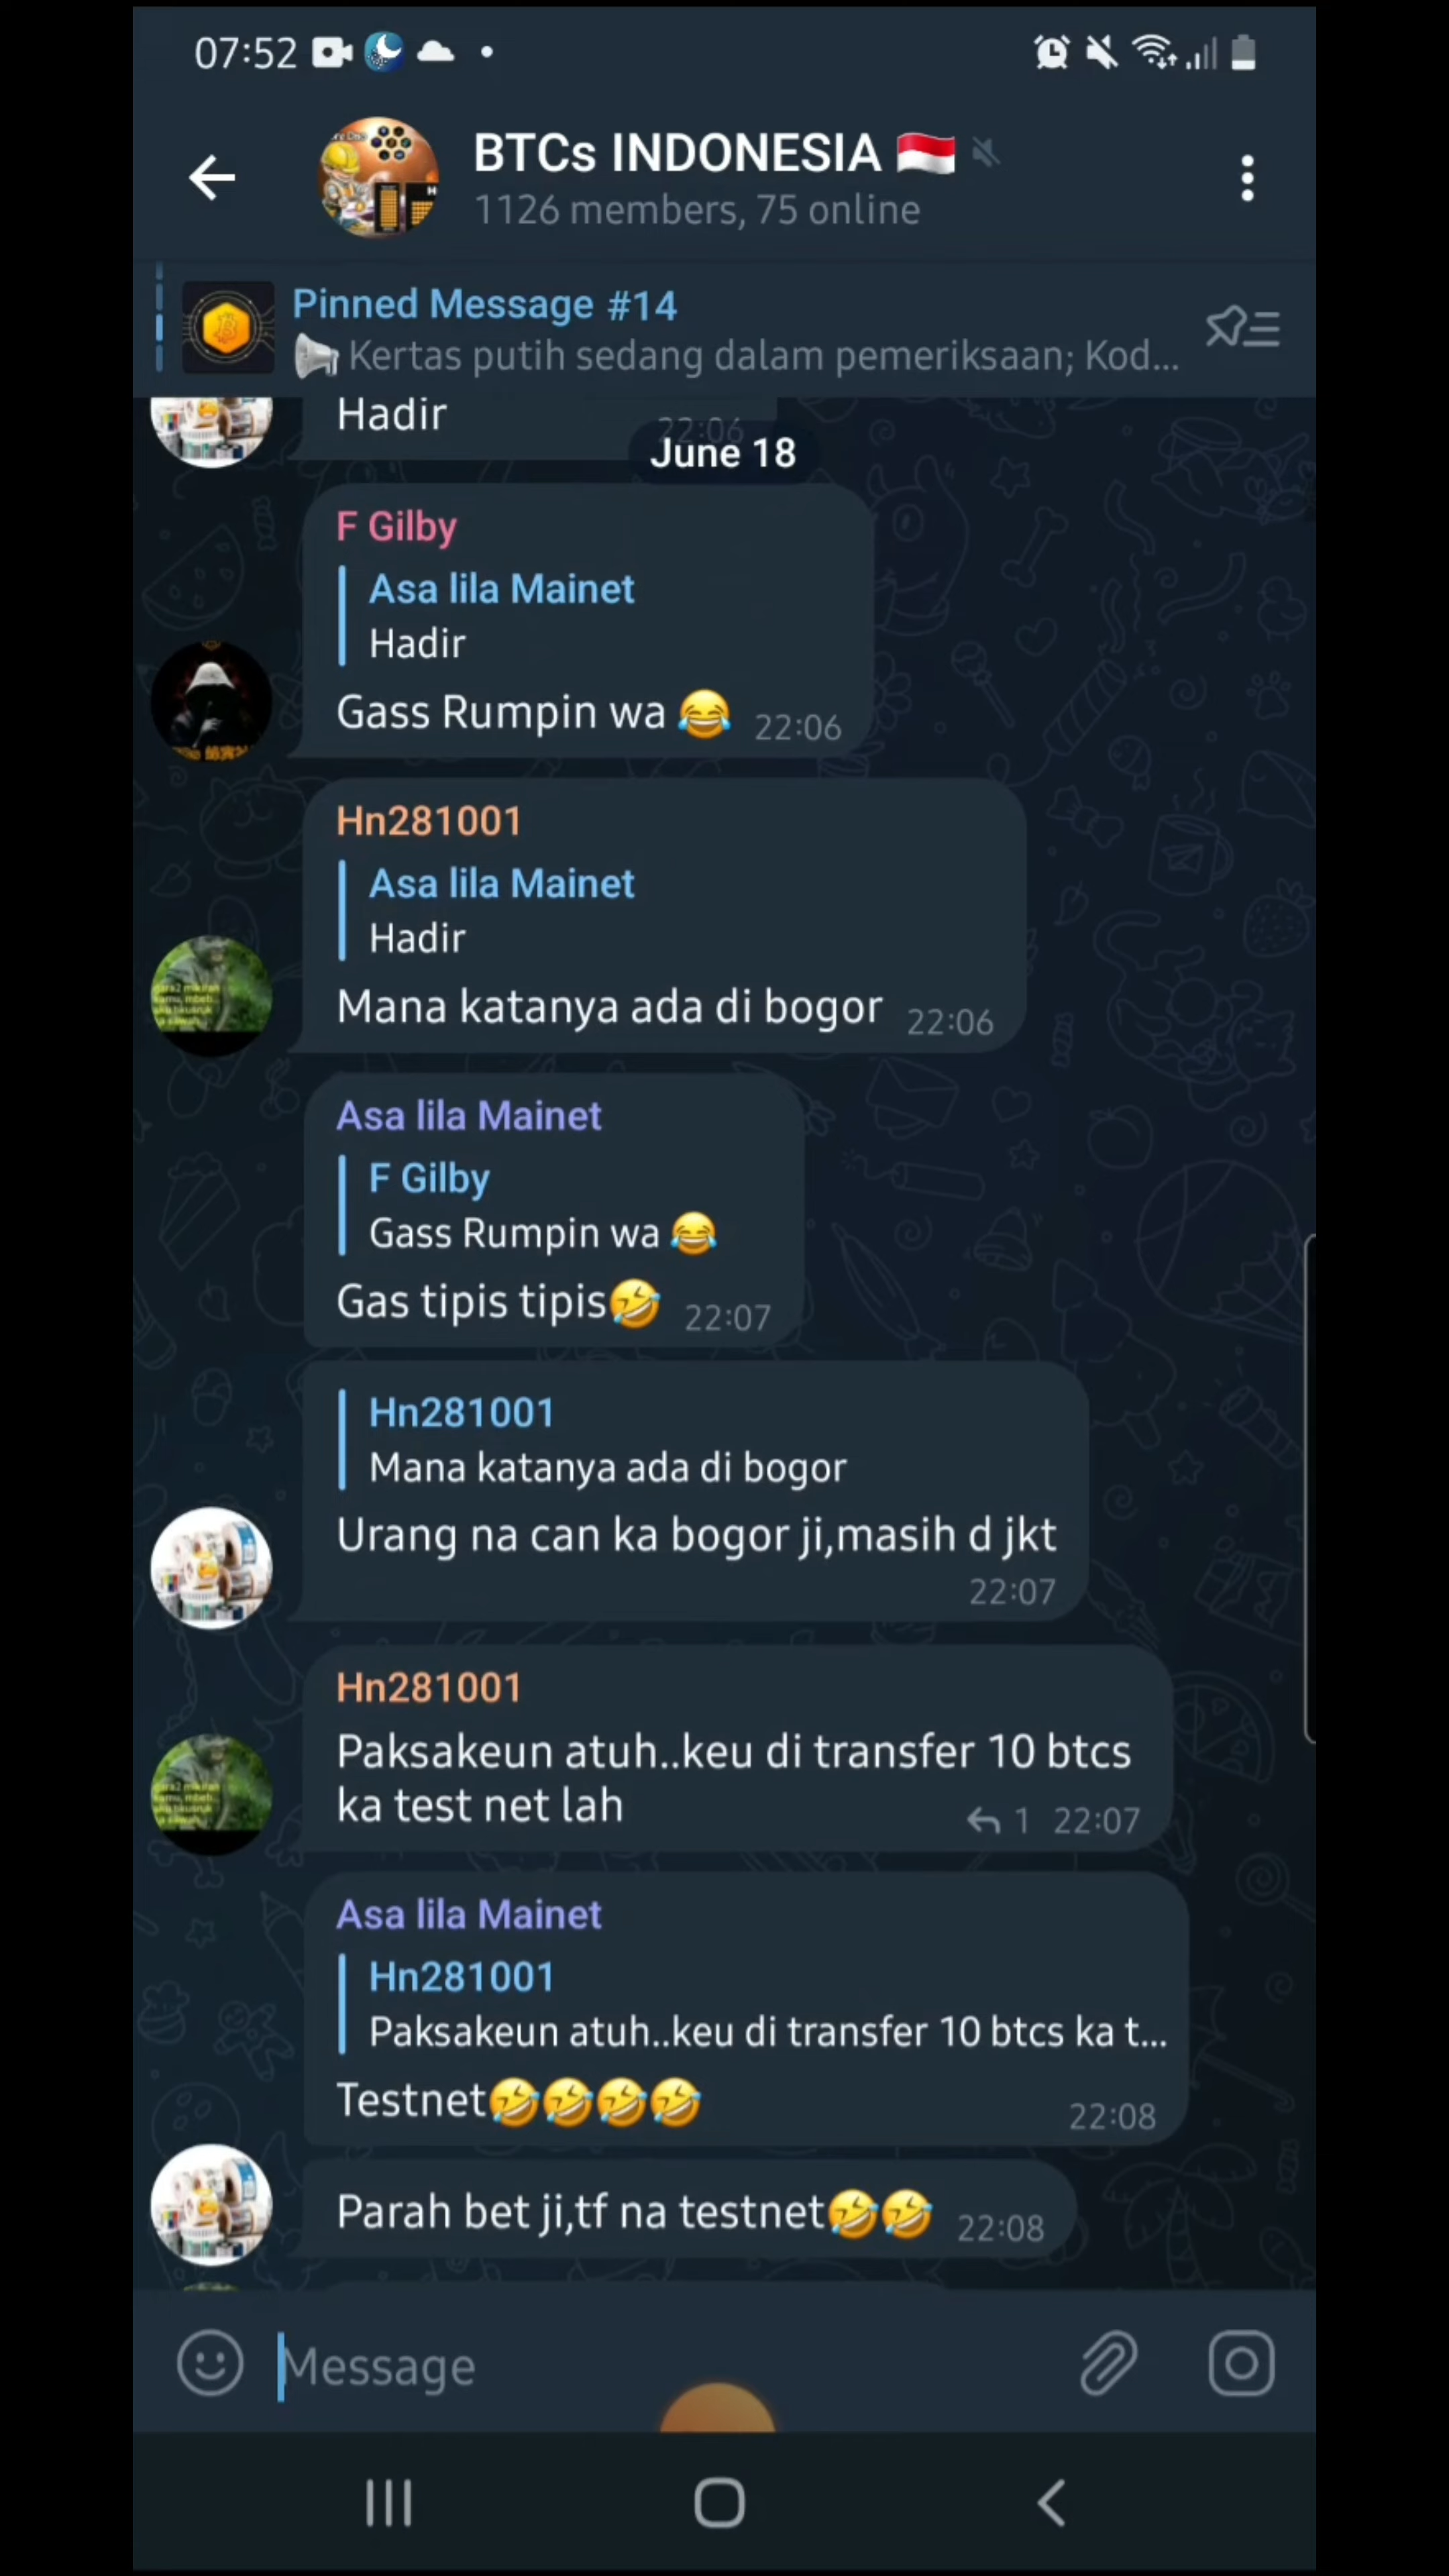 07:52
BTCs INDONESIA
1126 members, 75 online
Pinned Message #14
Kertas putih sedang dalam pemeriksaan; Kod...
Hadir
22:06
June 18
F Gilby
Asa lila Mainet
Hadir
Gass Rumpin wa 😂 22:06
Hn281001
Asa lila Mainet
Hadir
Mana katanya ada di bogor 22:06
Asa lila Mainet
F Gilby
Gass Rumpin wa 😂
Gas tipis tipis🤣 22:07
Hn281001
Mana katanya ada di bogor
Urang na can ka bogor ji,masih d jkt
22:07
Hn281001
Paksakeun atuh..keu di transfer 10 btcs
ka test net lah
1 22:07
Asa lila Mainet
Hn281001
Paksakeun atuh..keu di transfer 10 btcs ka t...
Testnet🤣🤣🤣🤣
22:08
Parah bet ji,tf na testnet🤣🤣 22:08
Message